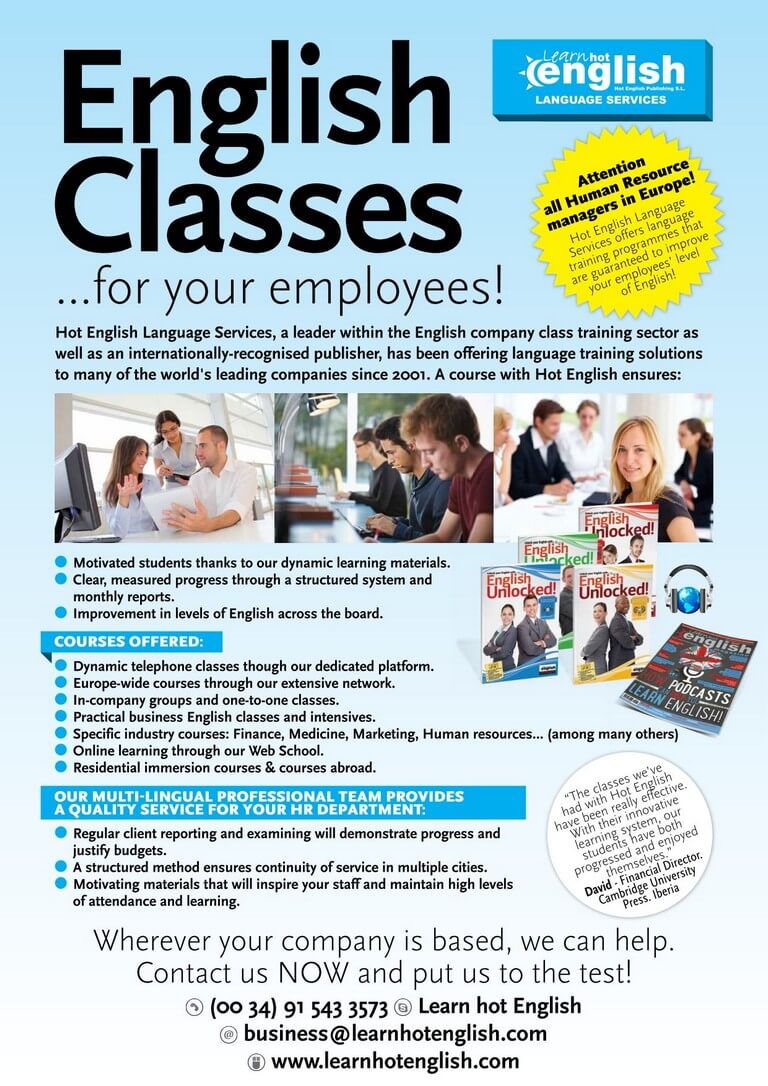 English
Classes
...for your employees!
Learn hot
english
Hot English Publishing S.L.
LANGUAGE SERVICES
Attention
all Human Resource
managers in Europe!
Hot English Language
Services offers language
training programmes that
are guaranteed to improve
your employees' level
of English!
Hot English Language Services, a leader within the English company class training sector as
well as an internationally-recognised publisher, has been offering language training solutions
to many of the world's leading companies since 2001. A course with Hot English ensures:
Motivated students thanks to our dynamic learning materials.
Clear, measured progress through a structured system and
monthly reports.
Improvement in levels of English across the board.
English
Unlocked!
English
Unlocked!
English
Unlocked!
English
Unlocked!
english
PODCASTS
LEARN ENGLISH!
COURSES OFFERED:
Dynamic telephone classes though our dedicated platform.
Europe-wide courses through our extensive network.
In-company groups and one-to-one classes.
Practical business English classes and intensives.
Specific industry courses: Finance, Medicine, Marketing, Human resources... (among many others)
Online learning through our Web School.
Residential immersion courses & courses abroad.
OUR MULTI-LINGUAL PROFESSIONAL TEAM PROVIDES
A QUALITY SERVICE FOR YOUR HR DEPARTMENT:
Regular client reporting and examining will demonstrate progress and
justify budgets.
A structured method ensures continuity of service in multiple cities.
Motivating materials that will inspire your staff and maintain high levels
of attendance and learning.
"The classes we've
had with Hot English
have been really effective.
With their innovative
learning system, our
students have both
progressed and enjoyed
themselves."
David - Financial Director.
Cambridge University
Press. Iberia
Wherever your company is based, we can help.
Contact us NOW and put us to the test!
(00 34) 91 543 3573 Learn hot English
business@learnhotenglish.com
www.learnhotenglish.com